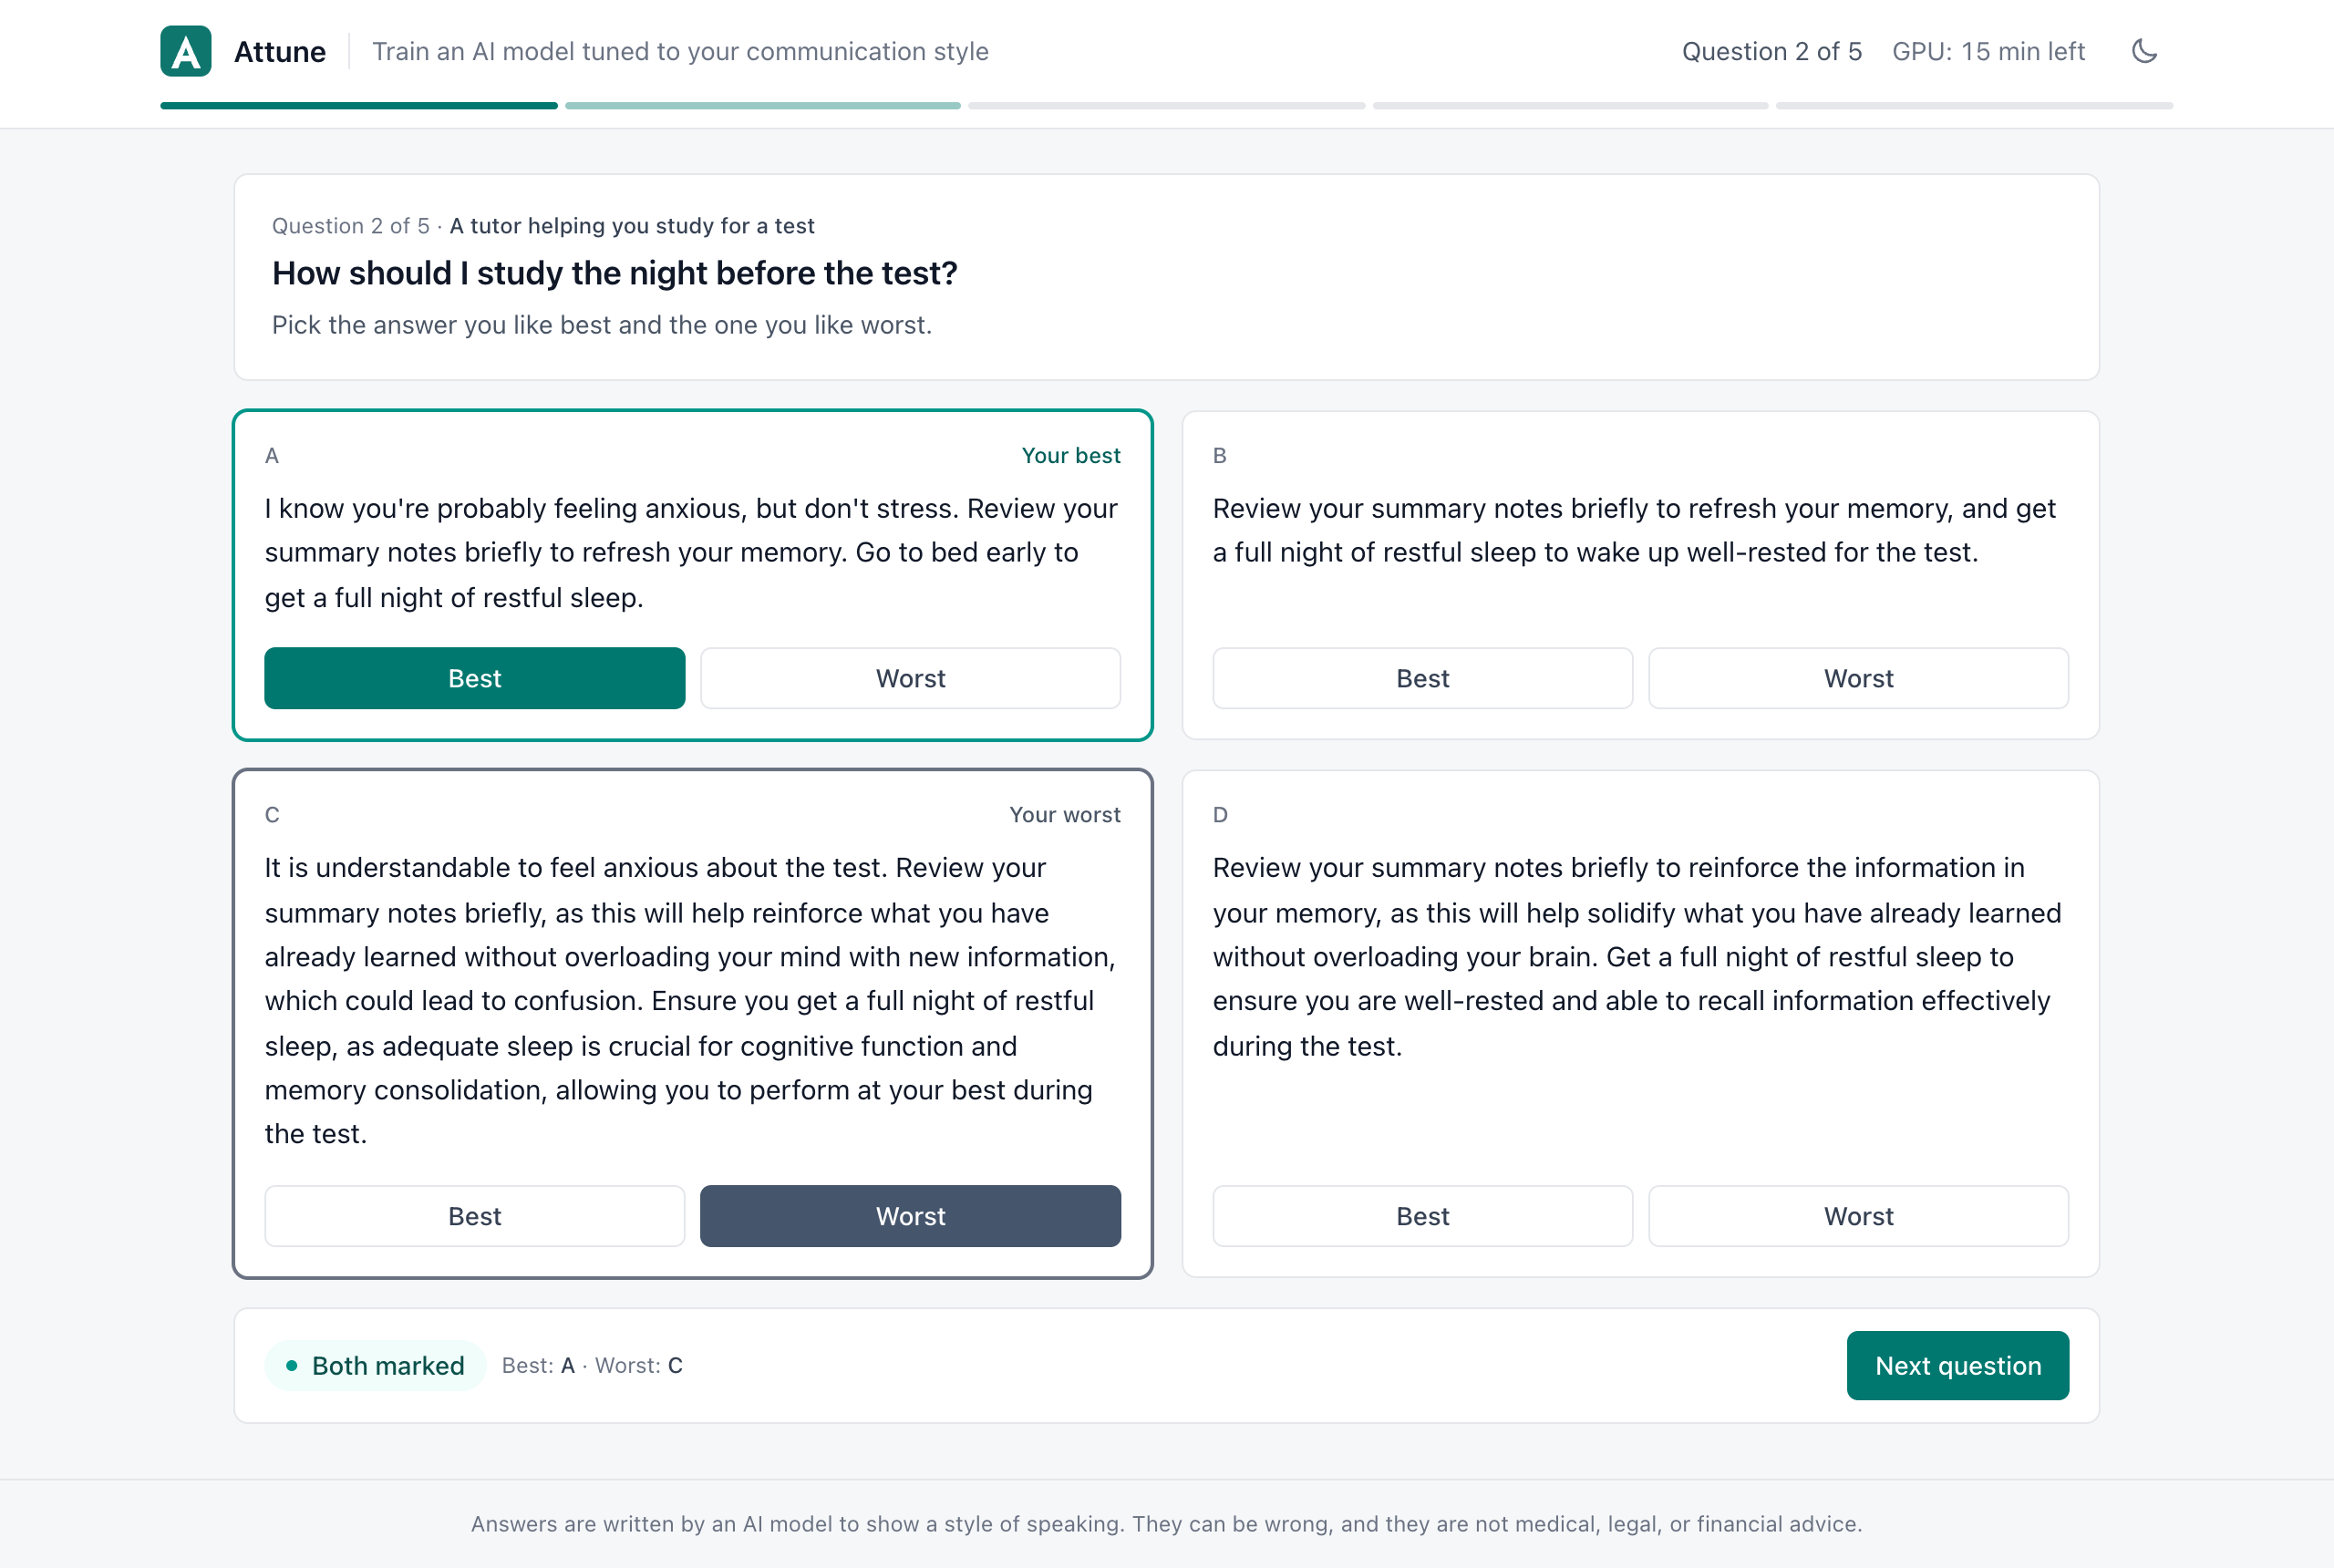 A Attune Train an AI model tuned to your communication style Question 2 of 5 GPU: 15 min left
Question 2 of 5 · A tutor helping you study for a test
How should I study the night before the test?
Pick the answer you like best and the one you like worst.
A Your best
I know you're probably feeling anxious, but don't stress. Review your
summary notes briefly to refresh your memory. Go to bed early to
get a full night of restful sleep.
Best Worst
B
Review your summary notes briefly to refresh your memory, and get
a full night of restful sleep to wake up well-rested for the test.
Best Worst
C Your worst
It is understandable to feel anxious about the test. Review your
summary notes briefly, as this will help reinforce what you have
already learned without overloading your mind with new information,
which could lead to confusion. Ensure you get a full night of restful
sleep, as adequate sleep is crucial for cognitive function and
memory consolidation, allowing you to perform at your best during
the test.
Best Worst
D
Review your summary notes briefly to reinforce the information in
your memory, as this will help solidify what you have already learned
without overloading your brain. Get a full night of restful sleep to
ensure you are well-rested and able to recall information effectively
during the test.
Best Worst
Both marked Best: A · Worst: C Next question
Answers are written by an AI model to show a style of speaking. They can be wrong, and they are not medical, legal, or financial advice.